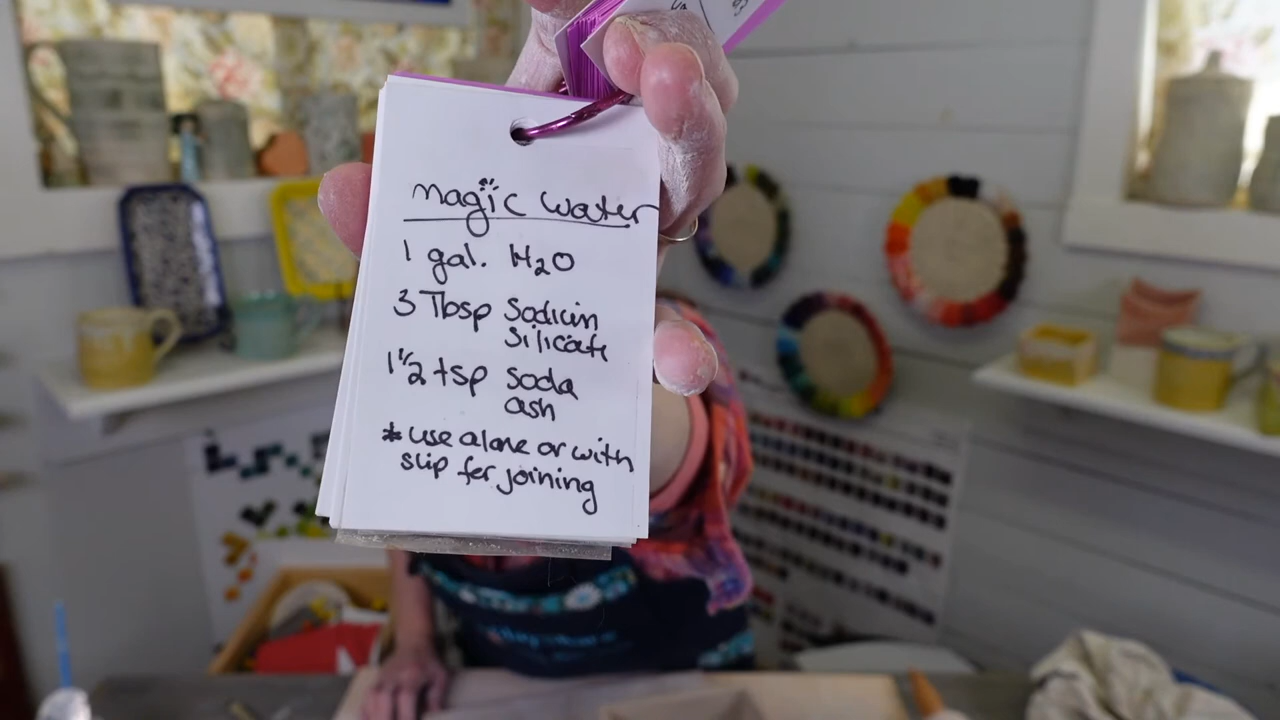 magic water
1 gal. H₂O
3 Tbsp Sodium
Silicate
1 1/2 tsp soda
ash
* use alone or with
slip for joining